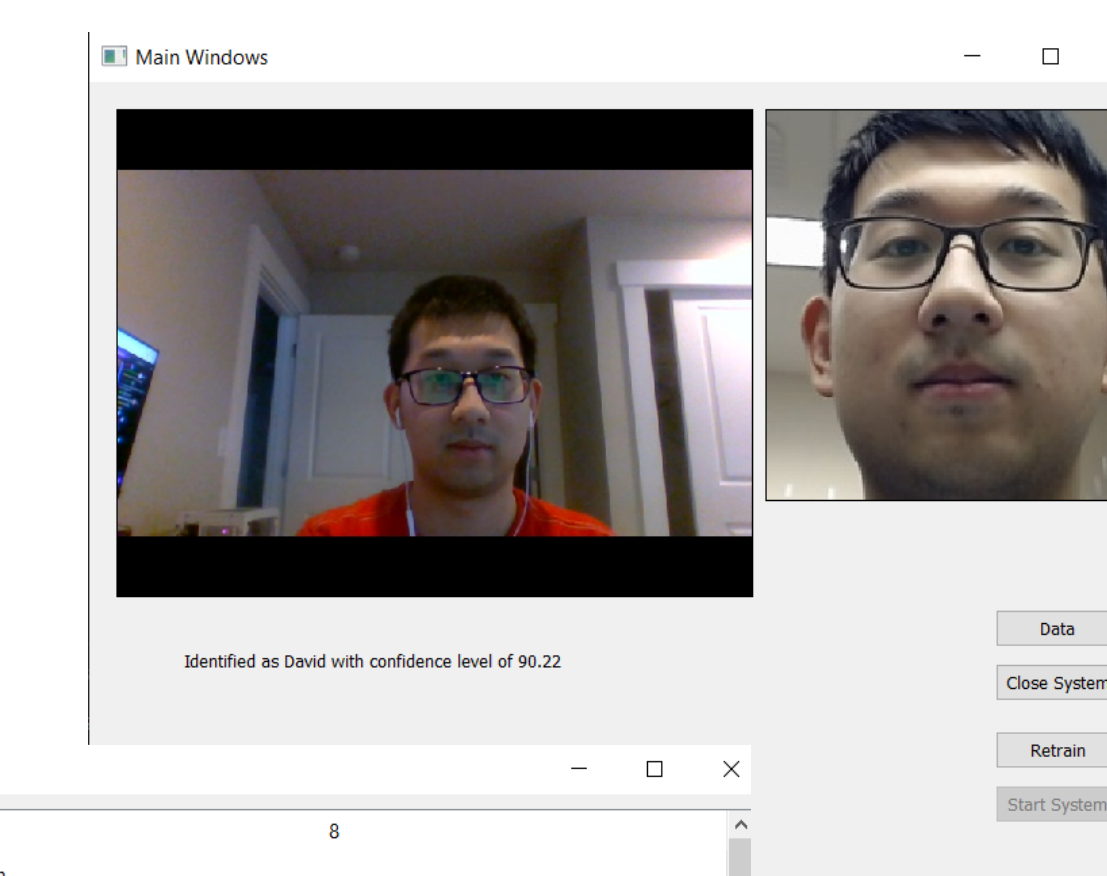 Main Windows
Identified as David with confidence level of 90.22
Data
Close System
Retrain
Start System
8